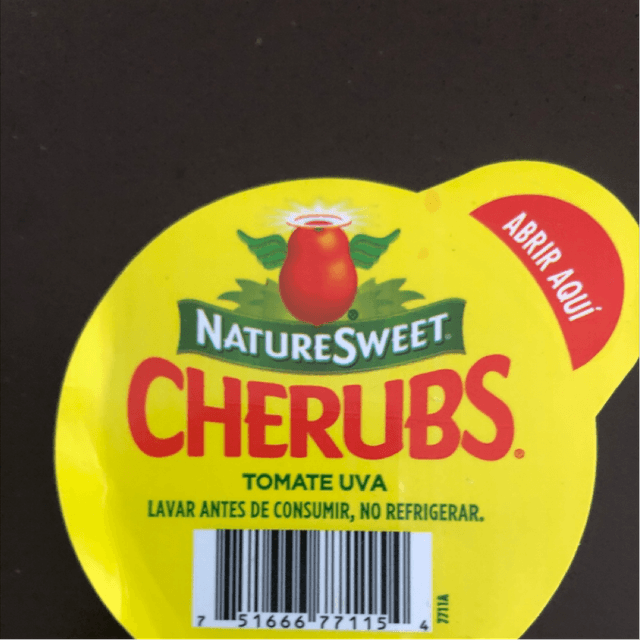 ABRIR AQUÍ
NATURESWEET®
CHERUBS®
TOMATE UVA
LAVAR ANTES DE CONSUMIR, NO REFRIGERAR.
7 51666 77115 4
7711A